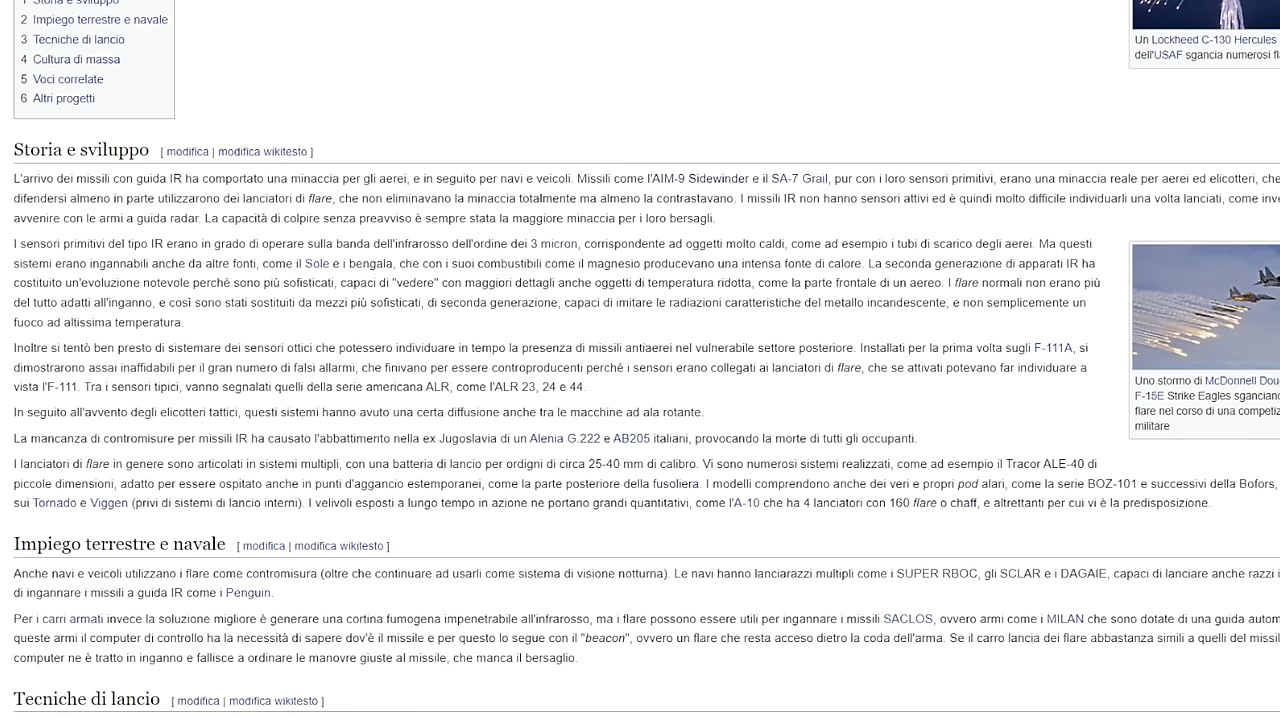 1 Storia e sviluppo
2 Impiego terrestre e navale
3 Tecniche di lancio
4 Cultura di massa
5 Voci correlate
6 Altri progetti
Un Lockheed C-130 Hercules
dell'USAF sgancia numerosi
Storia e sviluppo [ modifica | modifica wikitesto ]
L'arrivo dei missili con guida IR ha comportato una minaccia per gli aerei, e in seguito per navi e veicoli. Missili come l'AIM-9 Sidewinder e il SA-7 Grail, pur con i loro sensori primitivi, erano una minaccia reale per aerei ed elicotteri, che
difendersi almeno in parte utilizzarono dei lanciatori di flare, che non eliminavano la minaccia totalmente ma almeno la contrastavano. I missili IR non hanno sensori attivi ed è quindi molto difficile individuarli una volta lanciati, come
avvenire con le armi a guida radar. La capacità di colpire senza preavviso è sempre stata la maggiore minaccia per i loro bersagli.
I sensori primitivi del tipo IR erano in grado di operare sulla banda dell'infrarosso dell'ordine dei 3 micron, corrispondente ad oggetti molto caldi, come ad esempio i tubi di scarico degli aerei. Ma questi
sistemi erano ingannabili anche da altre fonti, come il Sole e i bengala, che con i suoi combustibili come il magnesio producevano una intensa fonte di calore. La seconda generazione di apparati IR ha
costituito un'evoluzione notevole perché sono più sofisticati, capaci di "vedere" con maggiori dettagli anche oggetti di temperatura ridotta, come la parte frontale di un aereo. I flare normali non erano più
del tutto adatti all'inganno, e così sono stati sostituiti da mezzi più sofisticati, di seconda generazione, capaci di imitare le radiazioni caratteristiche del metallo incandescente, e non semplicemente un
fuoco ad altissima temperatura.
Inoltre si tentò ben presto di sistemare dei sensori ottici che potessero individuare in tempo la presenza di missili antiaerei nel vulnerabile settore posteriore. Installati per la prima volta sugli F-111A, si
dimostrarono assai inaffidabili per il gran numero di falsi allarmi, che finivano per essere controproducenti perché i sensori erano collegati ai lanciatori di flare, che se attivati potevano far individuare a
vista l'F-111. Tra i sensori tipici, vanno segnalati quelli della serie americana ALR, come l'ALR 23, 24 e 44.
In seguito all'avvento degli elicotteri tattici, questi sistemi hanno avuto una certa diffusione anche tra le macchine ad ala rotante.
La mancanza di contromisure per missili IR ha causato l'abbattimento nella ex Jugoslavia di un Alenia G.222 e AB205 italiani, provocando la morte di tutti gli occupanti.
Uno stormo di McDonnell
F-15E Strike Eagles
flare nel corso di una
militare
I lanciatori di flare in genere sono articolati in sistemi multipli, con una batteria di lancio per ordigni di circa 25-40 mm di calibro. Vi sono numerosi sistemi realizzati, come ad esempio il Tracor ALE-40 di
piccole dimensioni, adatto per essere ospitato anche in punti d'aggancio estemporanei, come la parte posteriore della fusoliera. I modelli comprendono anche dei veri e propri pod alari, come la serie BOZ-101 e successivi della Bofors,
sui Tornado e Viggen (privi di sistemi di lancio interni). I velivoli esposti a lungo tempo in azione ne portano grandi quantitativi, come l'A-10 che ha 4 lanciatori con 160 flare o chaff, e altrettanti per cui vi è la predisposizione.
Impiego terrestre e navale [ modifica | modifica wikitesto ]
Anche navi e veicoli utilizzano i flare come contromisura (oltre che continuare ad usarli come sistema di visione notturna). Le navi hanno lanciarazzi multipli come i SUPER RBOC, gli SCLAR e i DAGAIE, capaci di lanciare anche razzi
di ingannare i missili a guida IR come i Penguin.
Per i carri armati invece la soluzione migliore è generare una cortina fumogena impenetrabile all'infrarosso, ma i flare possono essere utili per ingannare i missili SACLOS, ovvero armi come i MILAN che sono dotate di una guida
queste armi il computer di controllo ha la necessità di sapere dov'è il missile e per questo lo segue con il "beacon", ovvero un flare che resta acceso dietro la coda dell'arma. Se il carro lancia dei flare abbastanza simili a quelli del
computer ne è tratto in inganno e fallisce a ordinare le manovre giuste al missile, che manca il bersaglio.
Tecniche di lancio [ modifica | modifica wikitesto ]